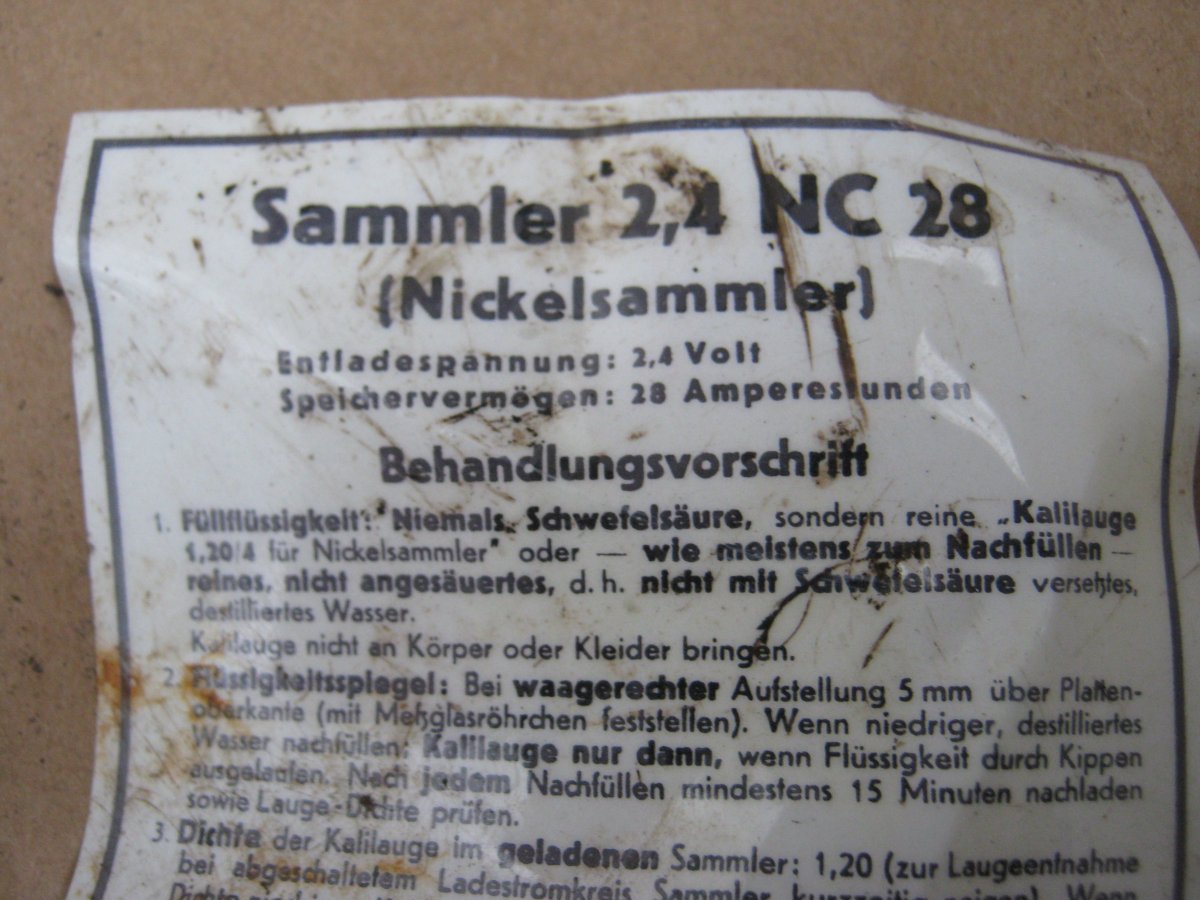 Sammler 2,4 NC 28
(Nickelsammler)
Entladespannung: 2,4 Volt
Speichervermögen: 28 Amperestunden
Behandlungsvorschrift
1. Füllflüssigkeit: Niemals Schwefelsäure, sondern reine „Kalilauge
1,20/4 für Nickelsammler" oder — wie meistens zum Nachfüllen —
reines, nicht angesäuertes, d. h. nicht mit Schwefelsäure versetztes,
destilliertes Wasser.
Kalilauge nicht an Körper oder Kleider bringen.
2. Flüssigkeitsspiegel: Bei waagerechter Aufstellung 5 mm über Platten-
oberkante (mit Meßglasröhrchen feststellen). Wenn niedriger, destilliertes
Wasser nachfüllen; Kalilauge nur dann, wenn Flüssigkeit durch Kippen
ausgelaufen. Nach jedem Nachfüllen mindestens 15 Minuten nachladen
sowie Lauge-Dichte prüfen.
3. Dichte der Kalilauge im geladenen Sammler: 1,20 (zur Laugeentnahme
bei abgeschaltetem Ladestromkreis Sammler kurzzeitig neigen). Wenn
Dichte